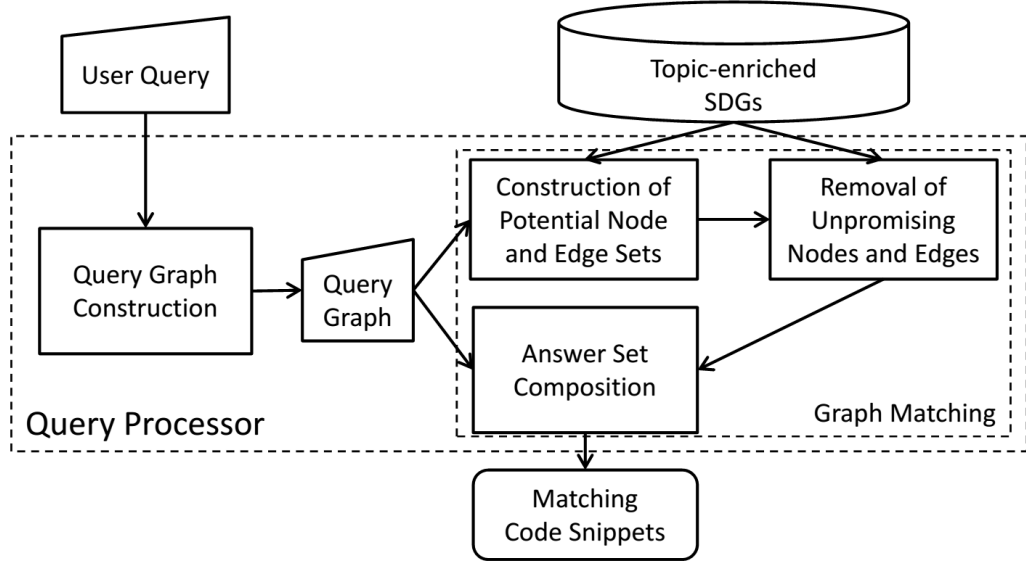 User Query
Topic-enriched
SDGs
Construction of
Potential Node
and Edge Sets
Removal of
Unpromising
Nodes and Edges
Query Graph
Construction
Query
Graph
Answer Set
Composition
Query Processor
Graph Matching
Matching
Code Snippets